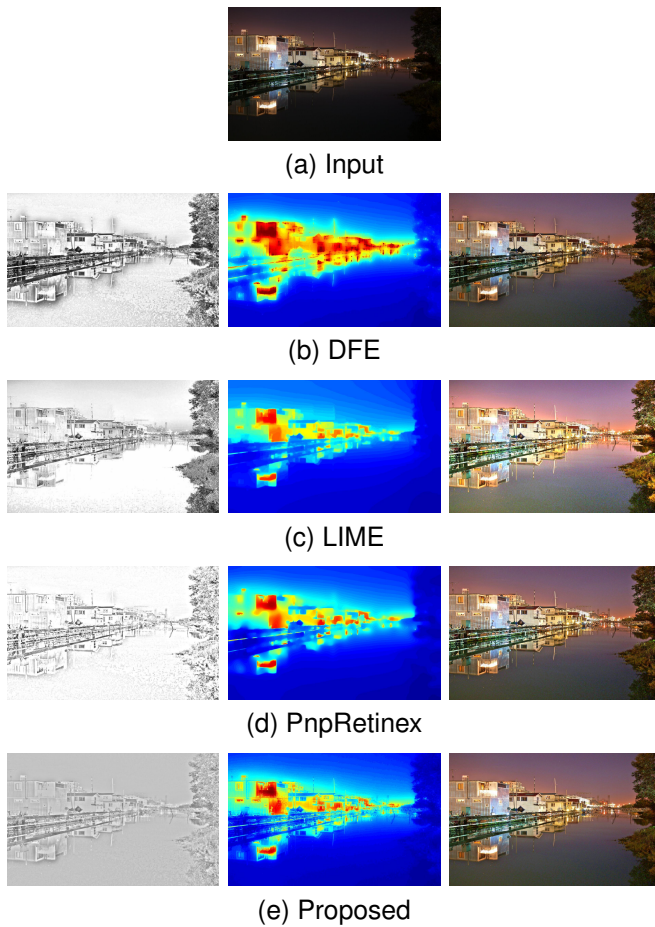 (a) Input
(b) DFE
(c) LIME
(d) PnpRetinex
(e) Proposed